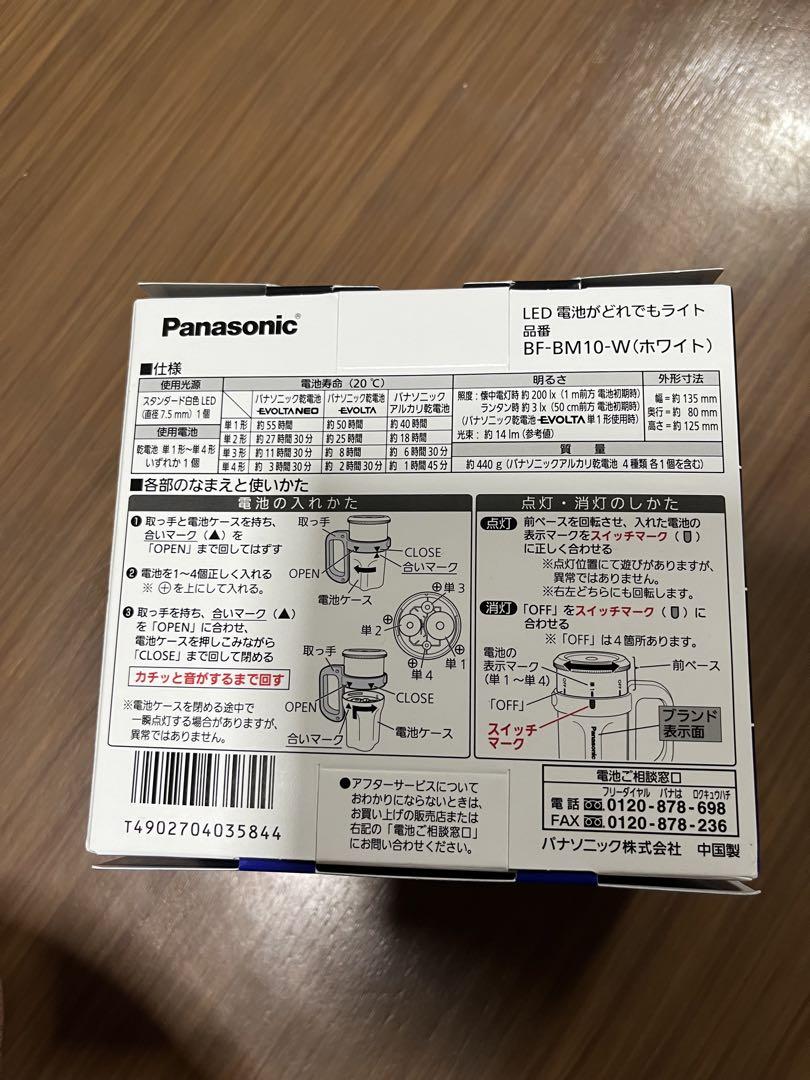 Panasonic®
LED 電池がどれでもライト
品番
BF-BM10-W(ホワイト)
■仕様
使用光源
スタンダード白色 LED
(直径 7.5 mm) 1 個
使用電池
乾電池 単1形〜単4形
いずれか 1 個
電池寿命 (20 ℃)
パナソニック乾電池 EVOLTA NEO パナソニック乾電池 EVOLTA パナソニック アルカリ乾電池
単1形 約 55 時間 約 50 時間 約 40 時間
単2形 約 27 時間 30 分 約 25 時間 約 18 時間
単3形 約 11 時間 30 分 約 8 時間 約 6 時間 30 分
単4形 約 3 時間 30 分 約 2 時間 30 分 約 1 時間 45 分
明るさ
照度:懐中電灯時 約 200 lx (1 m前方 電池初期時)
ランタン時 約 3 lx (50 cm前方 電池初期時)
(パナソニック乾電池 EVOLTA 単1形使用時)
光束:約 14 lm (参考値)
外形寸法
幅=約 135 mm
奥行=約 80 mm
高さ=約 125 mm
質量
約 440 g (パナソニックアルカリ乾電池 4 種類 各 1 個を含む)
■各部のなまえと使いかた
電池の入れかた
❶ 取っ手と電池ケースを持ち、
合いマーク (▲) を
「OPEN」まで回してはずす
❷ 電池を1〜4個正しく入れる
※ ⊕を上にして入れる。
❸ 取っ手を持ち、合いマーク (▲)
を「OPEN」に合わせ、
電池ケースを押しこみながら
「CLOSE」まで回して閉める
カチッと音がするまで回す
※電池ケースを閉める途中で
一瞬点灯する場合がありますが、
異常ではありません。
取っ手
CLOSE
合いマーク
OPEN
電池ケース
⊕単3
単2
⊕
単4
⊕
単1
⊕
取っ手
OPEN
CLOSE
合いマーク
電池ケース
点灯・消灯のしかた
点灯 前ベースを回転させ、入れた電池の
表示マークをスイッチマーク ( )
に正しく合わせる
※点灯位置にて遊びがありますが、
異常ではありません。
※右左どちらにも回転します。
消灯 「OFF」をスイッチマーク ( ) に
合わせる
※「OFF」は 4 箇所あります。
電池の
表示マーク
(単1〜単4)
「OFF」
スイッチ
マーク
前ベース
OFF
Panasonic
ブランド
表示面
T4902704035844
●アフターサービスについて
おわかりにならないときは、
お買い上げの販売店または
右記の「電池ご相談窓口」
にお問い合わせください。
電池ご相談窓口
フリーダイヤル パナは ロクキュウハチ
電話 0120-878-698
FAX 0120-878-236
パナソニック株式会社 中国製